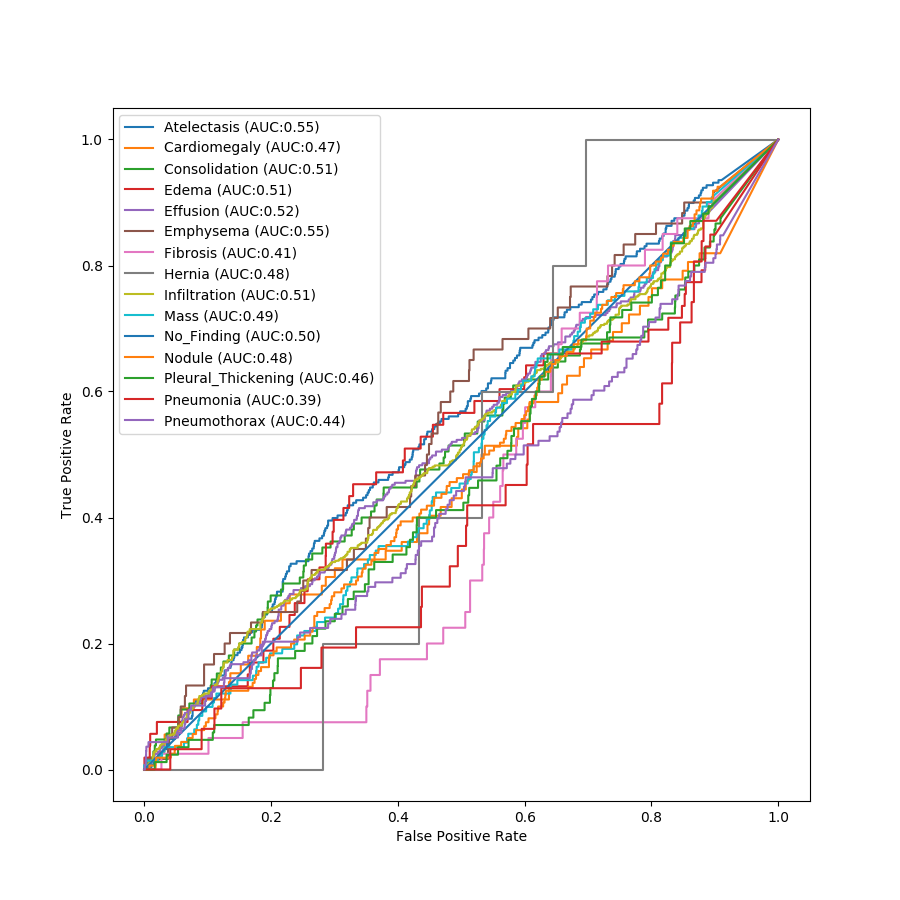 Atelectasis (AUC:0.55)
Cardiomegaly (AUC:0.47)
Consolidation (AUC:0.51)
Edema (AUC:0.51)
Effusion (AUC:0.52)
Emphysema (AUC:0.55)
Fibrosis (AUC:0.41)
Hernia (AUC:0.48)
Infiltration (AUC:0.51)
Mass (AUC:0.49)
No_Finding (AUC:0.50)
Nodule (AUC:0.48)
Pleural_Thickening (AUC:0.46)
Pneumonia (AUC:0.39)
Pneumothorax (AUC:0.44)
True Positive Rate
1.0
0.8
0.6
0.4
0.2
0.0
0.0 0.2 0.4 0.6 0.8 1.0
False Positive Rate